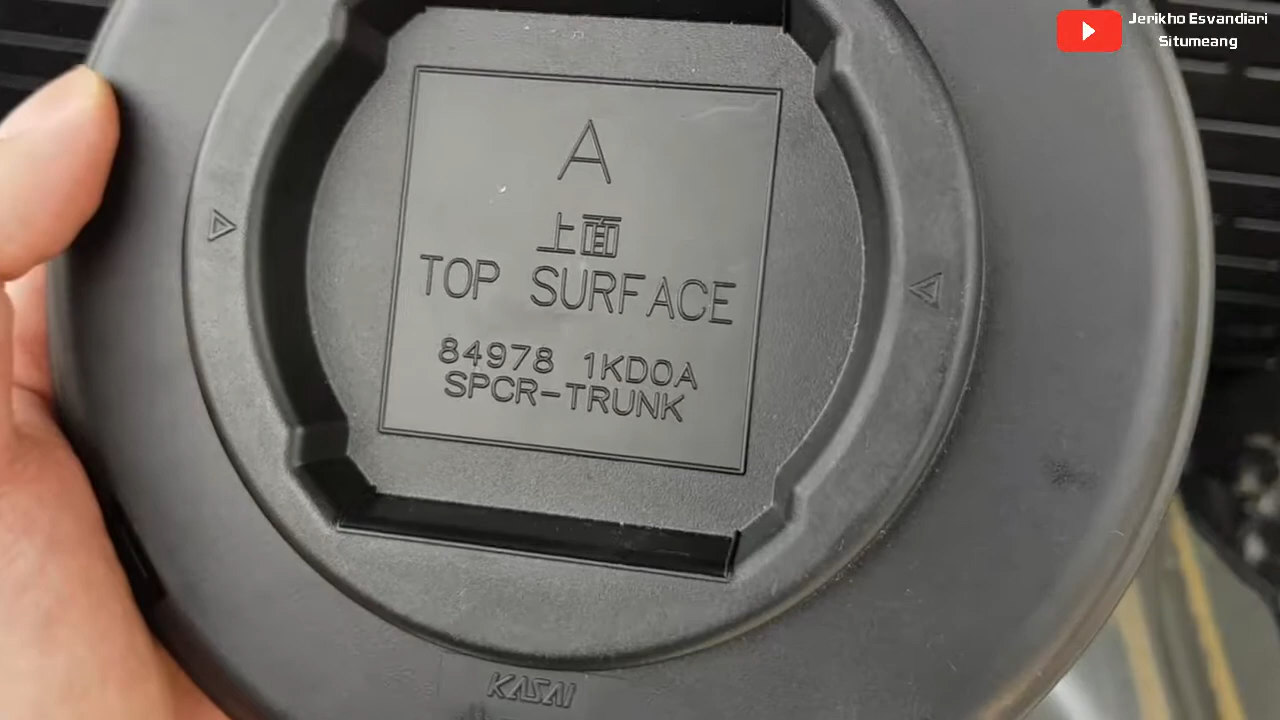 Jerikho Esvandiari
Situmeang
A
上面
TOP SURFACE
84978 1KD0A
SPCR-TRUNK
KASAI